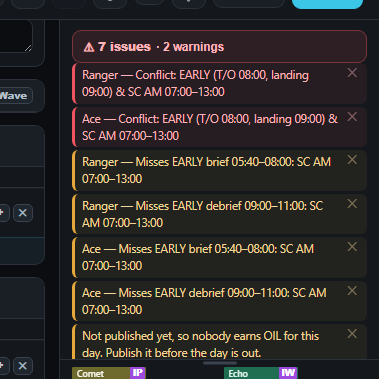 ⚠ 7 issues · 2 warnings
Ranger — Conflict: EARLY (T/O 08:00, landing
09:00) & SC AM 07:00–13:00
Ace — Conflict: EARLY (T/O 08:00, landing 09:00) &
SC AM 07:00–13:00
Wave
Ranger — Misses EARLY brief 05:40–08:00: SC AM
07:00–13:00
Ranger — Misses EARLY debrief 09:00–11:00: SC
AM 07:00–13:00
Ace — Misses EARLY brief 05:40–08:00: SC AM
07:00–13:00
Ace — Misses EARLY debrief 09:00–11:00: SC AM
07:00–13:00
Not published yet, so nobody earns OIL for this
day. Publish it before the day is out.
Comet IP Echo IW